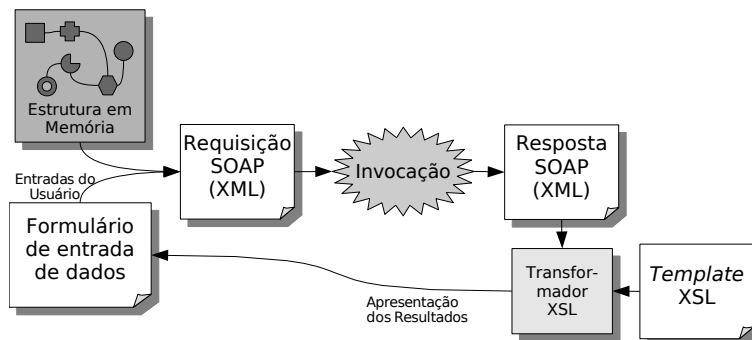 Estrutura em
Memória
Entradas do
Usuário
Formulário
de entrada
de dados
Requisição
SOAP
(XML)
Invocação
Resposta
SOAP
(XML)
Transfor-
mador
XSL
Template
XSL
Apresentação
dos Resultados